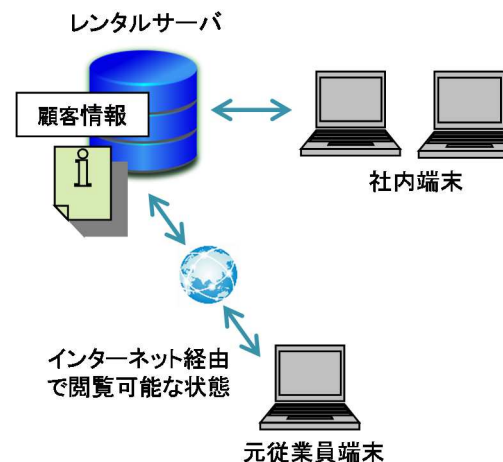 レンタルサーバ
顧客情報
i
社内端末
インターネット経由
で閲覧可能な状態
元従業員端末